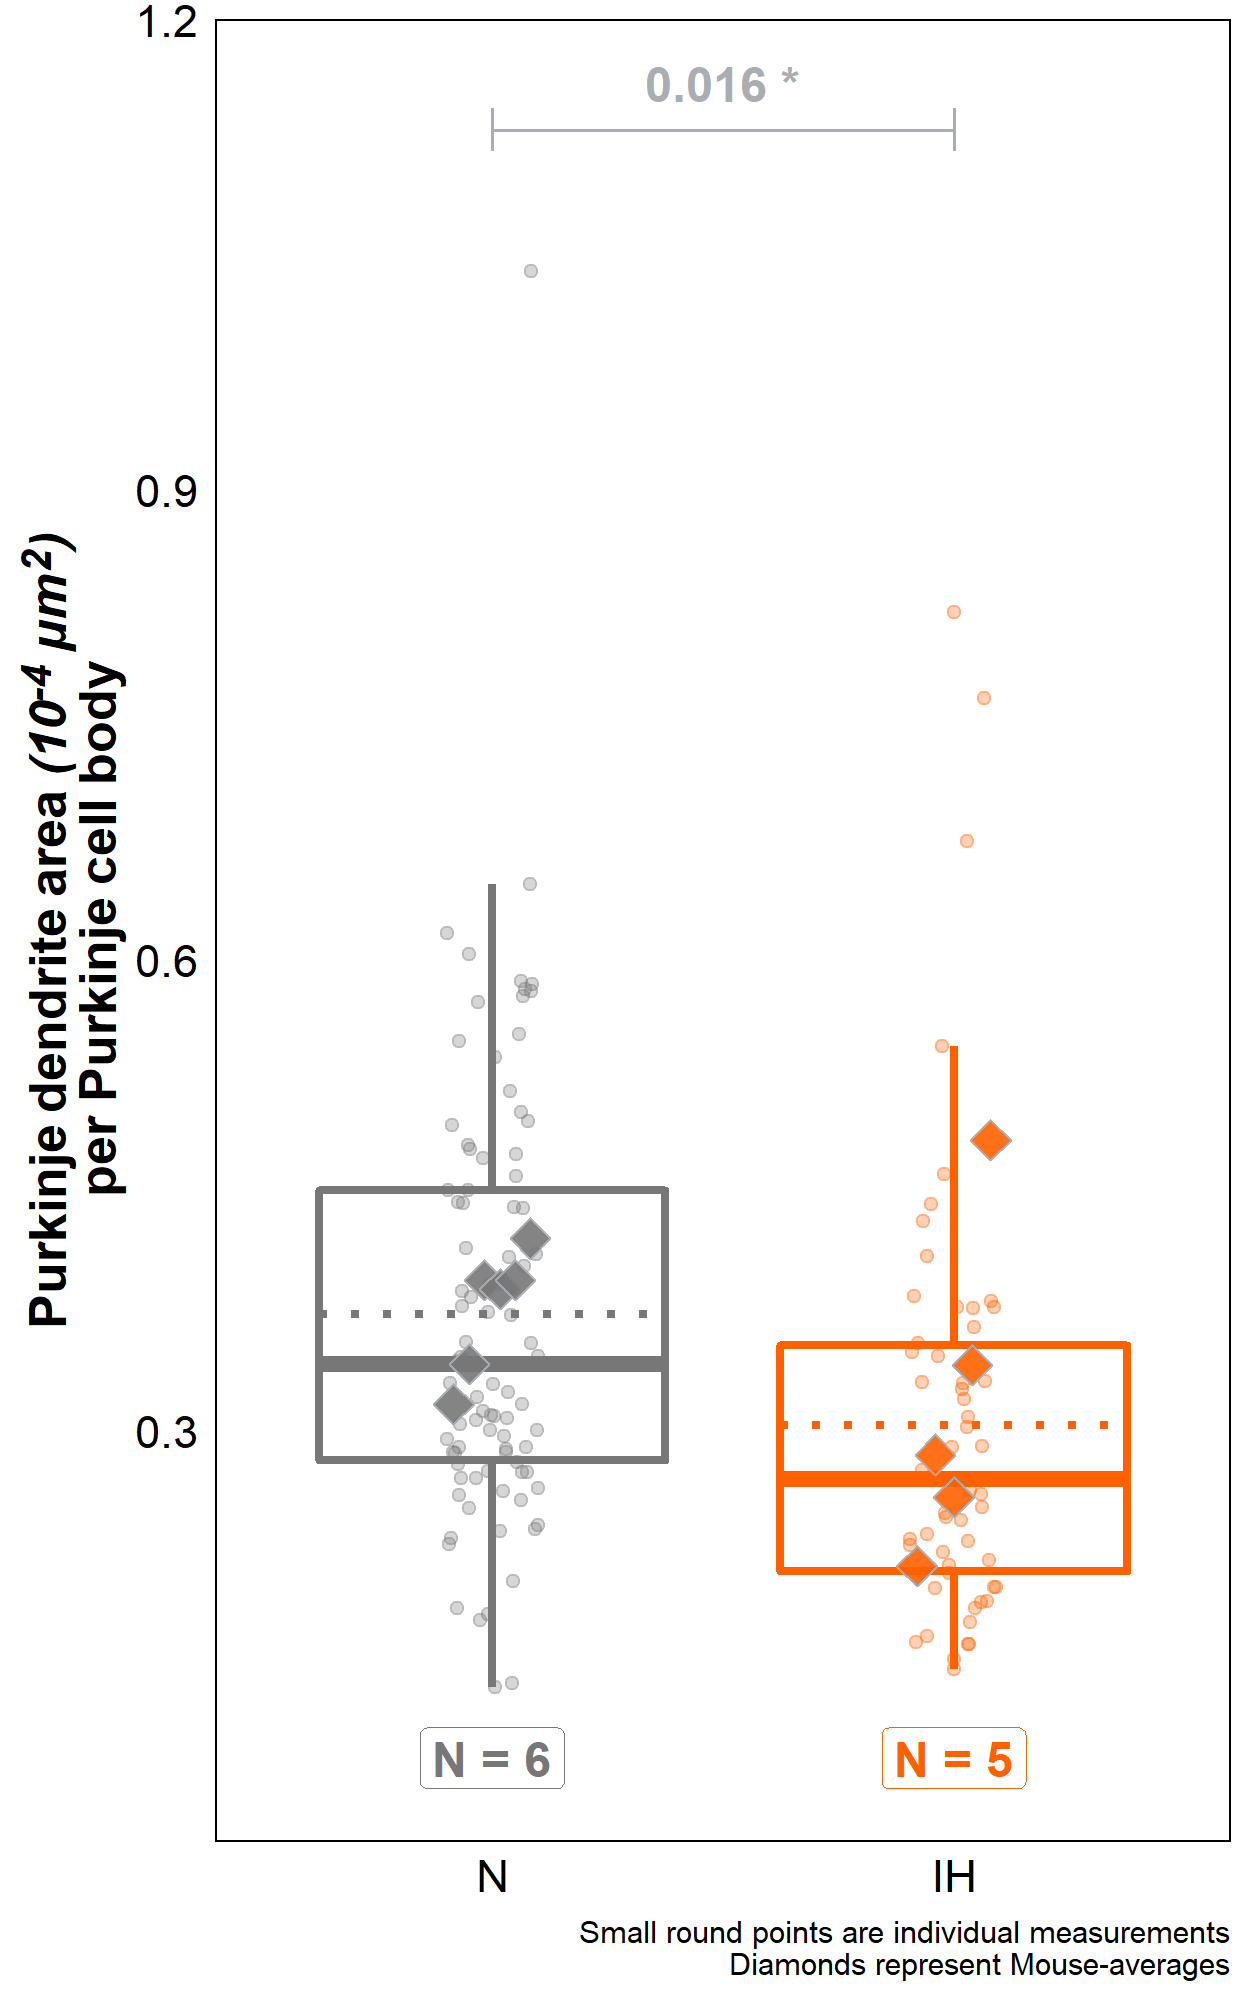 1.2
0.016 *
0.9
Purkinje dendrite area (10⁻⁴ µm²)
per Purkinje cell body
0.6
0.3
N = 6
N = 5
N
IH
Small round points are individual measurements
Diamonds represent Mouse-averages